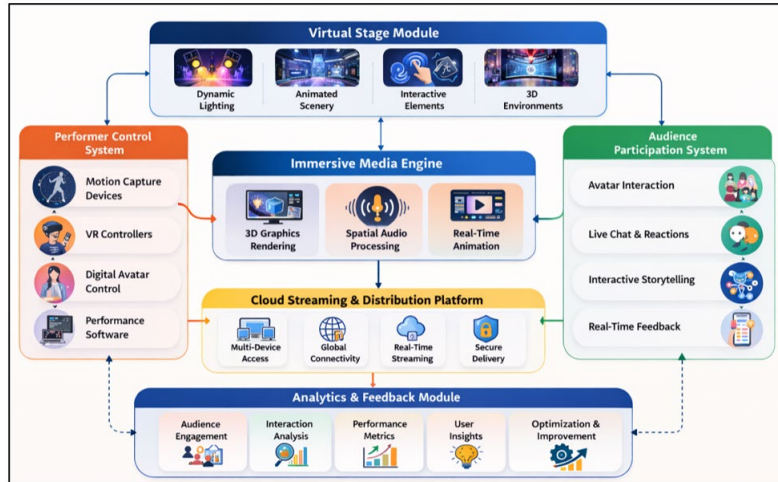 Virtual Stage Module
Dynamic
Lighting
Animated
Scenery
Interactive
Elements
3D
Environments
Performer Control
System
Motion Capture
Devices
VR Controllers
Digital Avatar
Control
Performance
Software
Immersive Media Engine
3D Graphics
Rendering
Spatial Audio
Processing
Real-Time
Animation
Audience
Participation System
Avatar Interaction
Live Chat & Reactions
Interactive Storytelling
Real-Time Feedback
Cloud Streaming & Distribution Platform
Multi-Device
Access
Global
Connectivity
Real-Time
Streaming
Secure
Delivery
Analytics & Feedback Module
Audience
Engagement
Interaction
Analysis
Performance
Metrics
User
Insights
Optimization &
Improvement